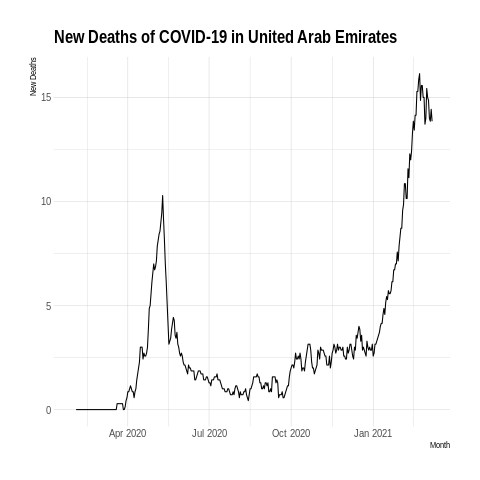 New Deaths of COVID-19 in United Arab Emirates
New Deaths
15
10
5
0
Apr 2020 Jul 2020 Oct 2020 Jan 2021
Month